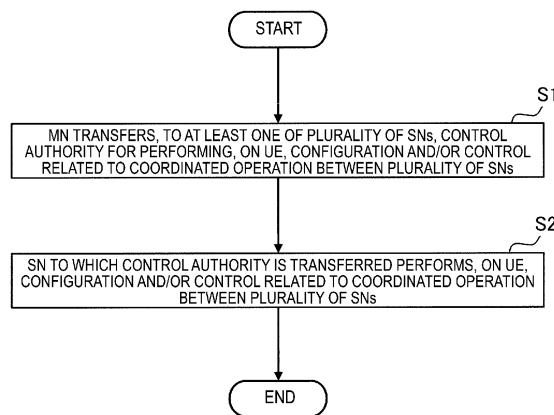 START
S1
MN TRANSFERS, TO AT LEAST ONE OF PLURALITY OF SNs, CONTROL
AUTHORITY FOR PERFORMING, ON UE, CONFIGURATION AND/OR CONTROL
RELATED TO COORDINATED OPERATION BETWEEN PLURALITY OF SNs
S2
SN TO WHICH CONTROL AUTHORITY IS TRANSFERRED PERFORMS, ON UE,
CONFIGURATION AND/OR CONTROL RELATED TO COORDINATED OPERATION
BETWEEN PLURALITY OF SNs
END